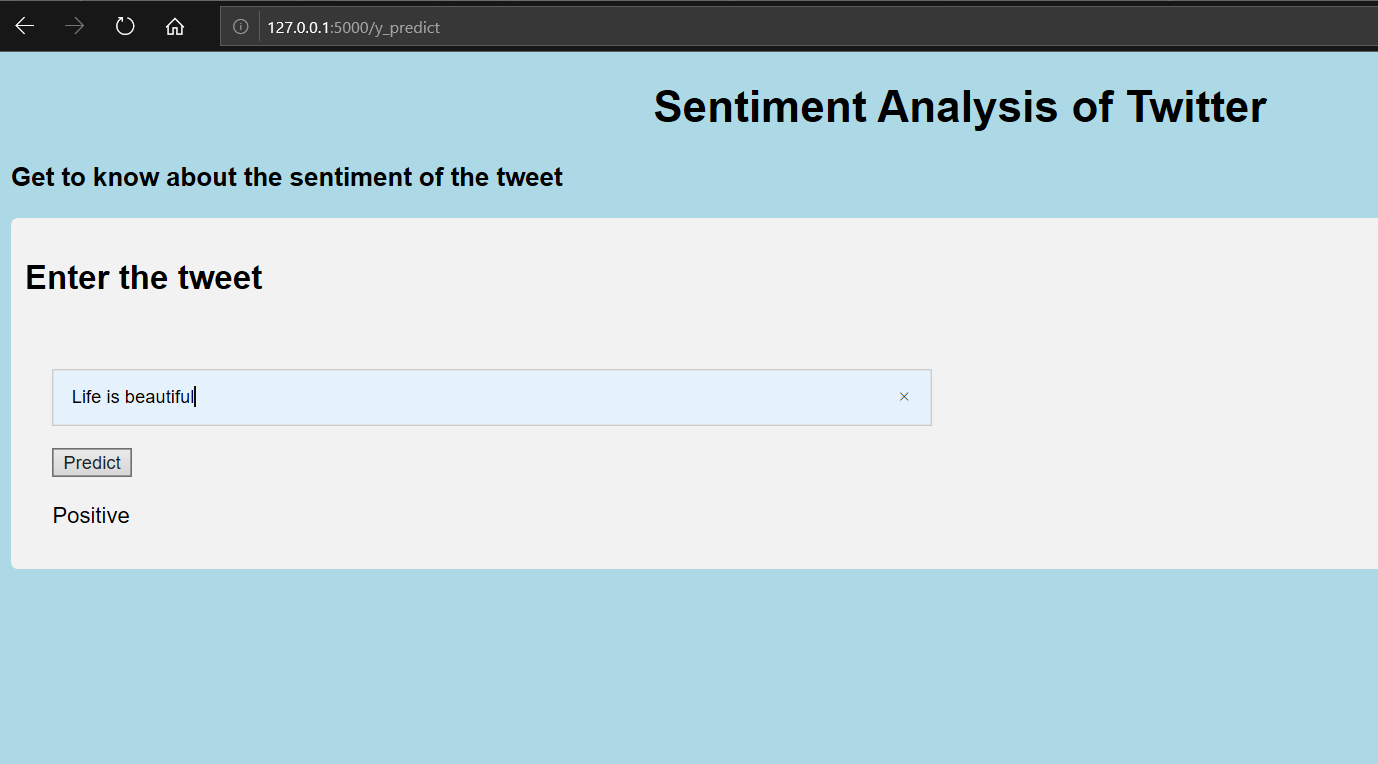 127.0.0.1:5000/y_predict
Sentiment Analysis of Twitter
Get to know about the sentiment of the tweet
Enter the tweet
Life is beautiful
Predict
Positive